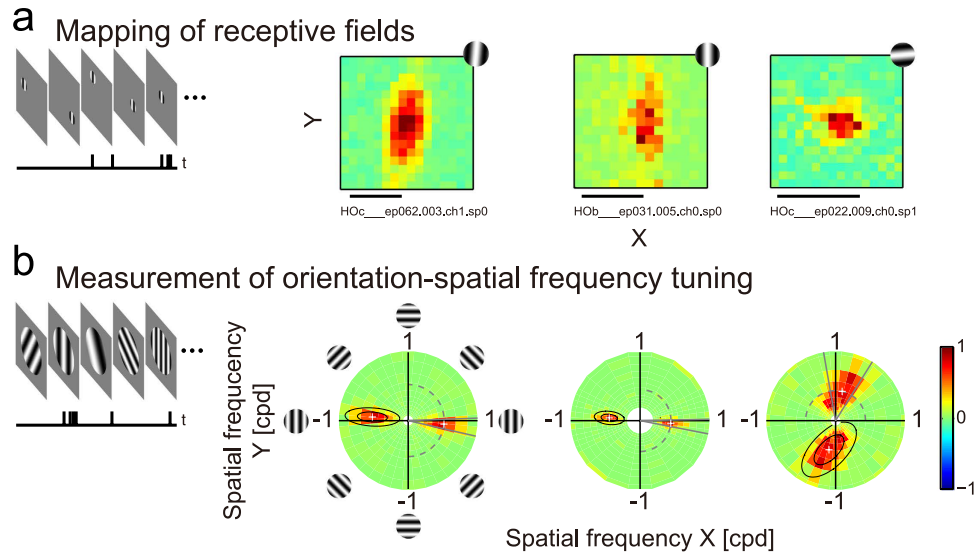 a Mapping of receptive fields
t
Y
HOc___ep062.003.ch1.sp0
HOb___ep031.005.ch0.sp0
HOc___ep022.009.ch0.sp1
X
b Measurement of orientation-spatial frequency tuning
t
Spatial frequcency
Y [cpd]
1 1 1
-1 -1 1 -1 1
-1 -1 -1
1
0
−1
Spatial frequency X [cpd]